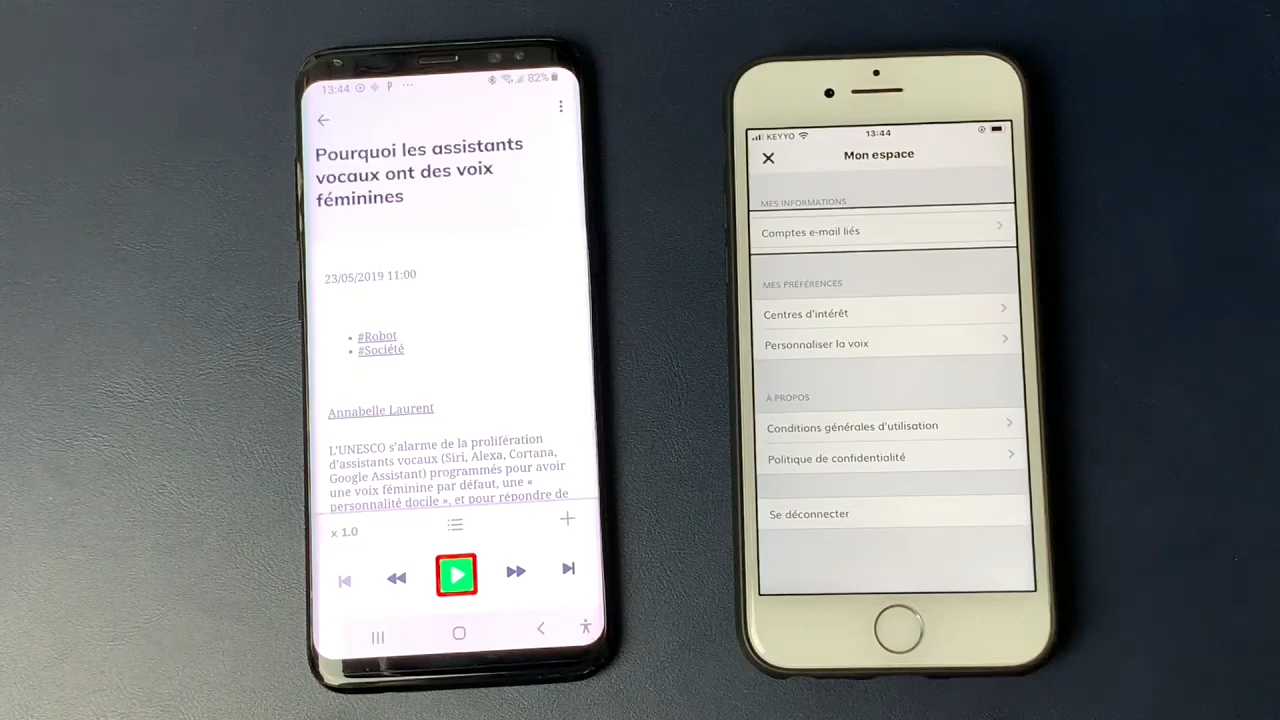 13:44
82%
Pourquoi les assistants
vocaux ont des voix
féminines
23/05/2019 11:00
#Robot
#Société
Annabelle Laurent
L'UNESCO s'alarme de la prolifération
d'assistants vocaux (Siri, Alexa, Cortana,
Google Assistant) programmés pour avoir
une voix féminine par défaut, une «
personnalité docile », et pour répondre de
x 1.0
KEYYO
13:44
Mon espace
MES INFORMATIONS
Comptes e-mail liés
MES PRÉFÉRENCES
Centres d'intérêt
Personnaliser la voix
À PROPOS
Conditions générales d'utilisation
Politique de confidentialité
Se déconnecter